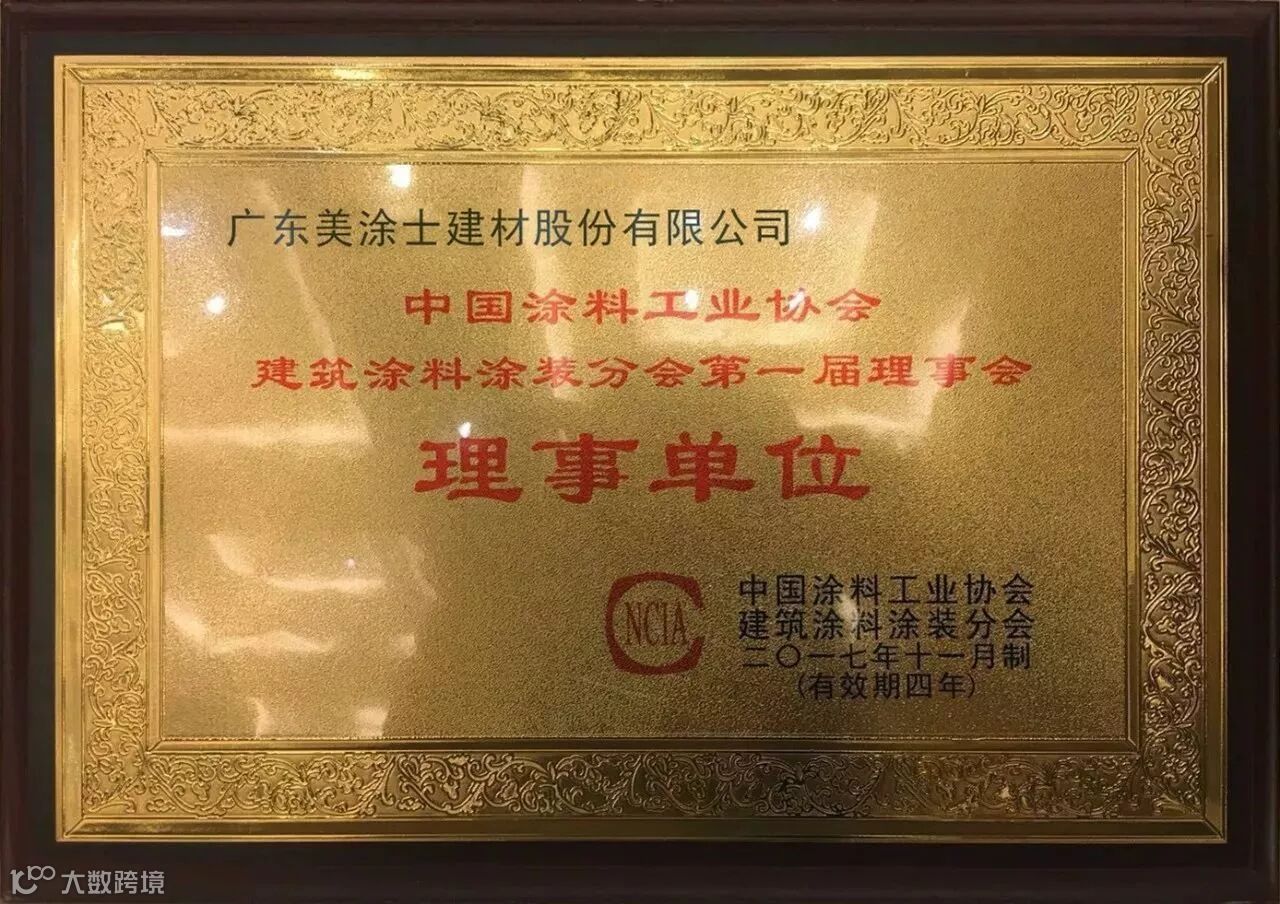 广东美涂士建材股份有限公司
中国涂料工业协会
建筑涂料涂装分会第一届理事会
理事单位
NCIA
中国涂料工业协会
建筑涂料涂装分会
二〇一七年十一月制
(有效期四年)
大数跨境